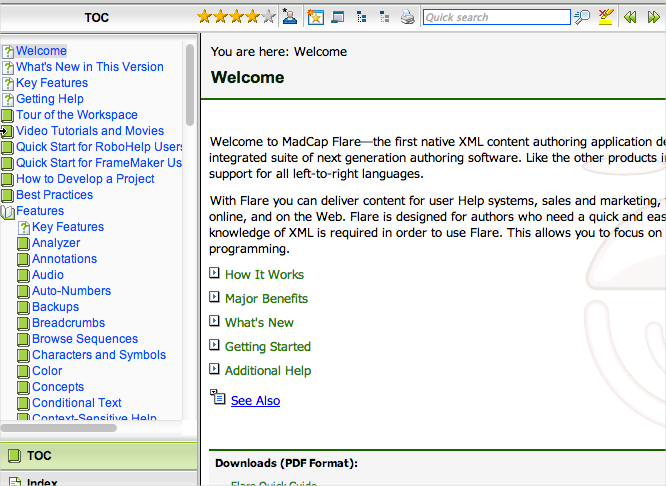 TOC
Quick search
Welcome
What's New in This Version
Key Features
Getting Help
Tour of the Workspace
Video Tutorials and Movies
Quick Start for RoboHelp Users
Quick Start for FrameMaker Us
How to Develop a Project
Best Practices
Features
Key Features
Analyzer
Annotations
Audio
Auto-Numbers
Backups
Breadcrumbs
Browse Sequences
Characters and Symbols
Color
Concepts
Conditional Text
Context-Sensitive Help
TOC
Index
You are here: Welcome
Welcome
Welcome to MadCap Flare—the first native XML content authoring application de
integrated suite of next generation authoring software. Like the other products in
support for all left-to-right languages.
With Flare you can deliver content for user Help systems, sales and marketing,
online, and on the Web. Flare is designed for authors who need a quick and eas
knowledge of XML is required in order to use Flare. This allows you to focus on
programming.
How It Works
Major Benefits
What's New
Getting Started
Additional Help
See Also
Downloads (PDF Format):
Flare Quick Guide